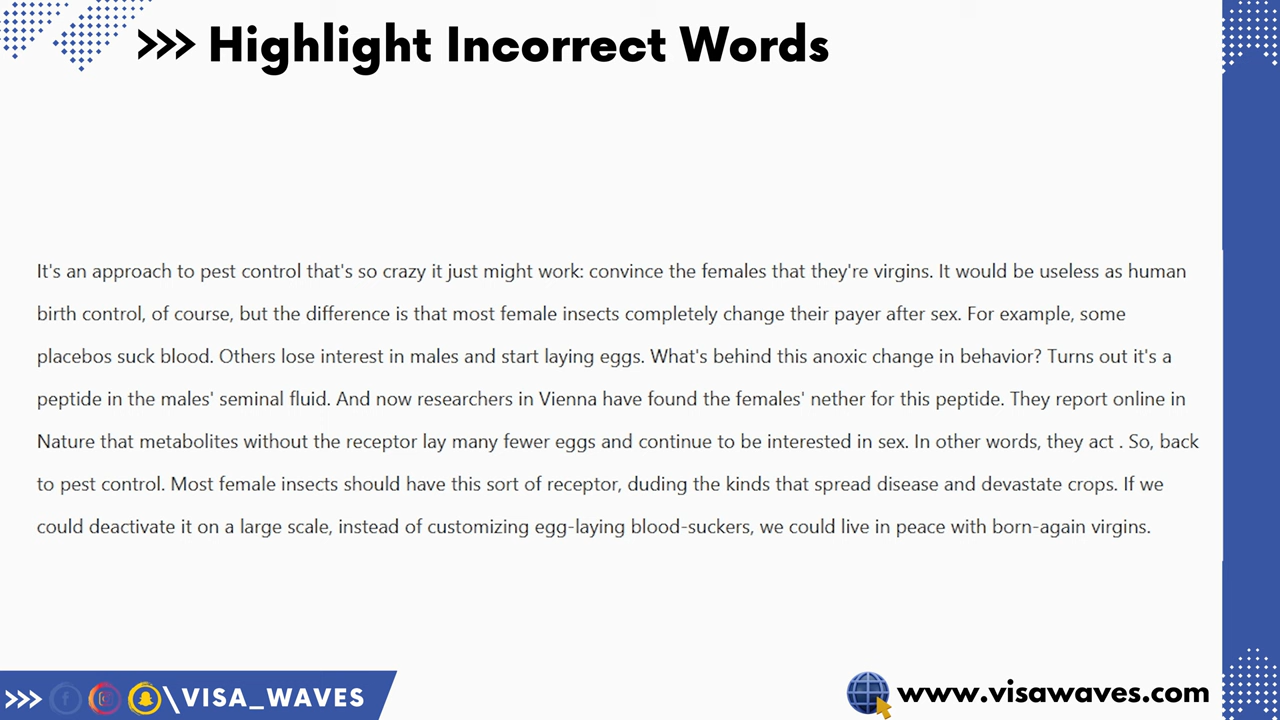 >>> Highlight Incorrect Words
It's an approach to pest control that's so crazy it just might work: convince the females that they're virgins. It would be useless as human
birth control, of course, but the difference is that most female insects completely change their payer after sex. For example, some
placebos suck blood. Others lose interest in males and start laying eggs. What's behind this anoxic change in behavior? Turns out it's a
peptide in the males' seminal fluid. And now researchers in Vienna have found the females' nether for this peptide. They report online in
Nature that metabolites without the receptor lay many fewer eggs and continue to be interested in sex. In other words, they act . So, back
to pest control. Most female insects should have this sort of receptor, duding the kinds that spread disease and devastate crops. If we
could deactivate it on a large scale, instead of customizing egg-laying blood-suckers, we could live in peace with born-again virgins.
>>> \VISA_WAVES
www.visawaves.com